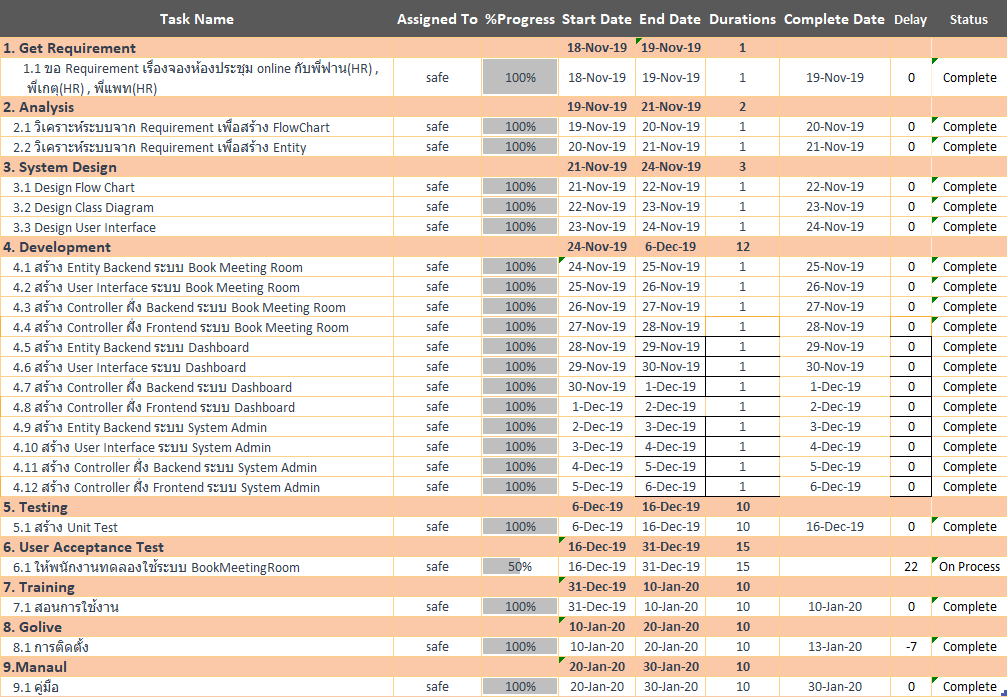 Task Name Assigned To %Progress Start Date End Date Durations Complete Date Delay Status
1. Get Requirement 18-Nov-19 19-Nov-19 1
1.1 ขอ Requirement เรื่องจองห้องประชุม online กับพี่ฟาน(HR) , safe 100% 18-Nov-19 19-Nov-19 1 19-Nov-19 0 Complete
พี่เกตุ(HR) , พี่แพท(HR)
2. Analysis 19-Nov-19 21-Nov-19 2
2.1 วิเคราะห์ระบบจาก Requirement เพื่อสร้าง FlowChart safe 100% 19-Nov-19 20-Nov-19 1 20-Nov-19 0 Complete
2.2 วิเคราะห์ระบบจาก Requirement เพื่อสร้าง Entity safe 100% 20-Nov-19 21-Nov-19 1 21-Nov-19 0 Complete
3. System Design 21-Nov-19 24-Nov-19 3
3.1 Design Flow Chart safe 100% 21-Nov-19 22-Nov-19 1 22-Nov-19 0 Complete
3.2 Design Class Diagram safe 100% 22-Nov-19 23-Nov-19 1 23-Nov-19 0 Complete
3.3 Design User Interface safe 100% 23-Nov-19 24-Nov-19 1 24-Nov-19 0 Complete
4. Development 24-Nov-19 6-Dec-19 12
4.1 สร้าง Entity Backend ระบบ Book Meeting Room safe 100% 24-Nov-19 25-Nov-19 1 25-Nov-19 0 Complete
4.2 สร้าง User Interface ระบบ Book Meeting Room safe 100% 25-Nov-19 26-Nov-19 1 26-Nov-19 0 Complete
4.3 สร้าง Controller ฝั่ง Backend ระบบ Book Meeting Room safe 100% 26-Nov-19 27-Nov-19 1 27-Nov-19 0 Complete
4.4 สร้าง Controller ฝั่ง Frontend ระบบ Book Meeting Room safe 100% 27-Nov-19 28-Nov-19 1 28-Nov-19 0 Complete
4.5 สร้าง Entity Backend ระบบ Dashboard safe 100% 28-Nov-19 29-Nov-19 1 29-Nov-19 0 Complete
4.6 สร้าง User Interface ระบบ Dashboard safe 100% 29-Nov-19 30-Nov-19 1 30-Nov-19 0 Complete
4.7 สร้าง Controller ฝั่ง Backend ระบบ Dashboard safe 100% 30-Nov-19 1-Dec-19 1 1-Dec-19 0 Complete
4.8 สร้าง Controller ฝั่ง Frontend ระบบ Dashboard safe 100% 1-Dec-19 2-Dec-19 1 2-Dec-19 0 Complete
4.9 สร้าง Entity Backend ระบบ System Admin safe 100% 2-Dec-19 3-Dec-19 1 3-Dec-19 0 Complete
4.10 สร้าง User Interface ระบบ System Admin safe 100% 3-Dec-19 4-Dec-19 1 4-Dec-19 0 Complete
4.11 สร้าง Controller ฝั่ง Backend ระบบ System Admin safe 100% 4-Dec-19 5-Dec-19 1 5-Dec-19 0 Complete
4.12 สร้าง Controller ฝั่ง Frontend ระบบ System Admin safe 100% 5-Dec-19 6-Dec-19 1 6-Dec-19 0 Complete
5. Testing 6-Dec-19 16-Dec-19 10
5.1 สร้าง Unit Test safe 100% 6-Dec-19 16-Dec-19 10 16-Dec-19 0 Complete
6. User Acceptance Test 16-Dec-19 31-Dec-19 15
6.1 ให้พนักงานทดลองใช้ระบบ BookMeetingRoom safe 50% 16-Dec-19 31-Dec-19 15 22 On Process
7. Training 31-Dec-19 10-Jan-20 10
7.1 สอนการใช้งาน safe 100% 31-Dec-19 10-Jan-20 10 10-Jan-20 0 Complete
8. Golive 10-Jan-20 20-Jan-20 10
8.1 การติดตั้ง safe 100% 10-Jan-20 20-Jan-20 10 13-Jan-20 -7 Complete
9.Manaul 20-Jan-20 30-Jan-20 10
9.1 คู่มือ safe 100% 20-Jan-20 30-Jan-20 10 30-Jan-20 0 Complete